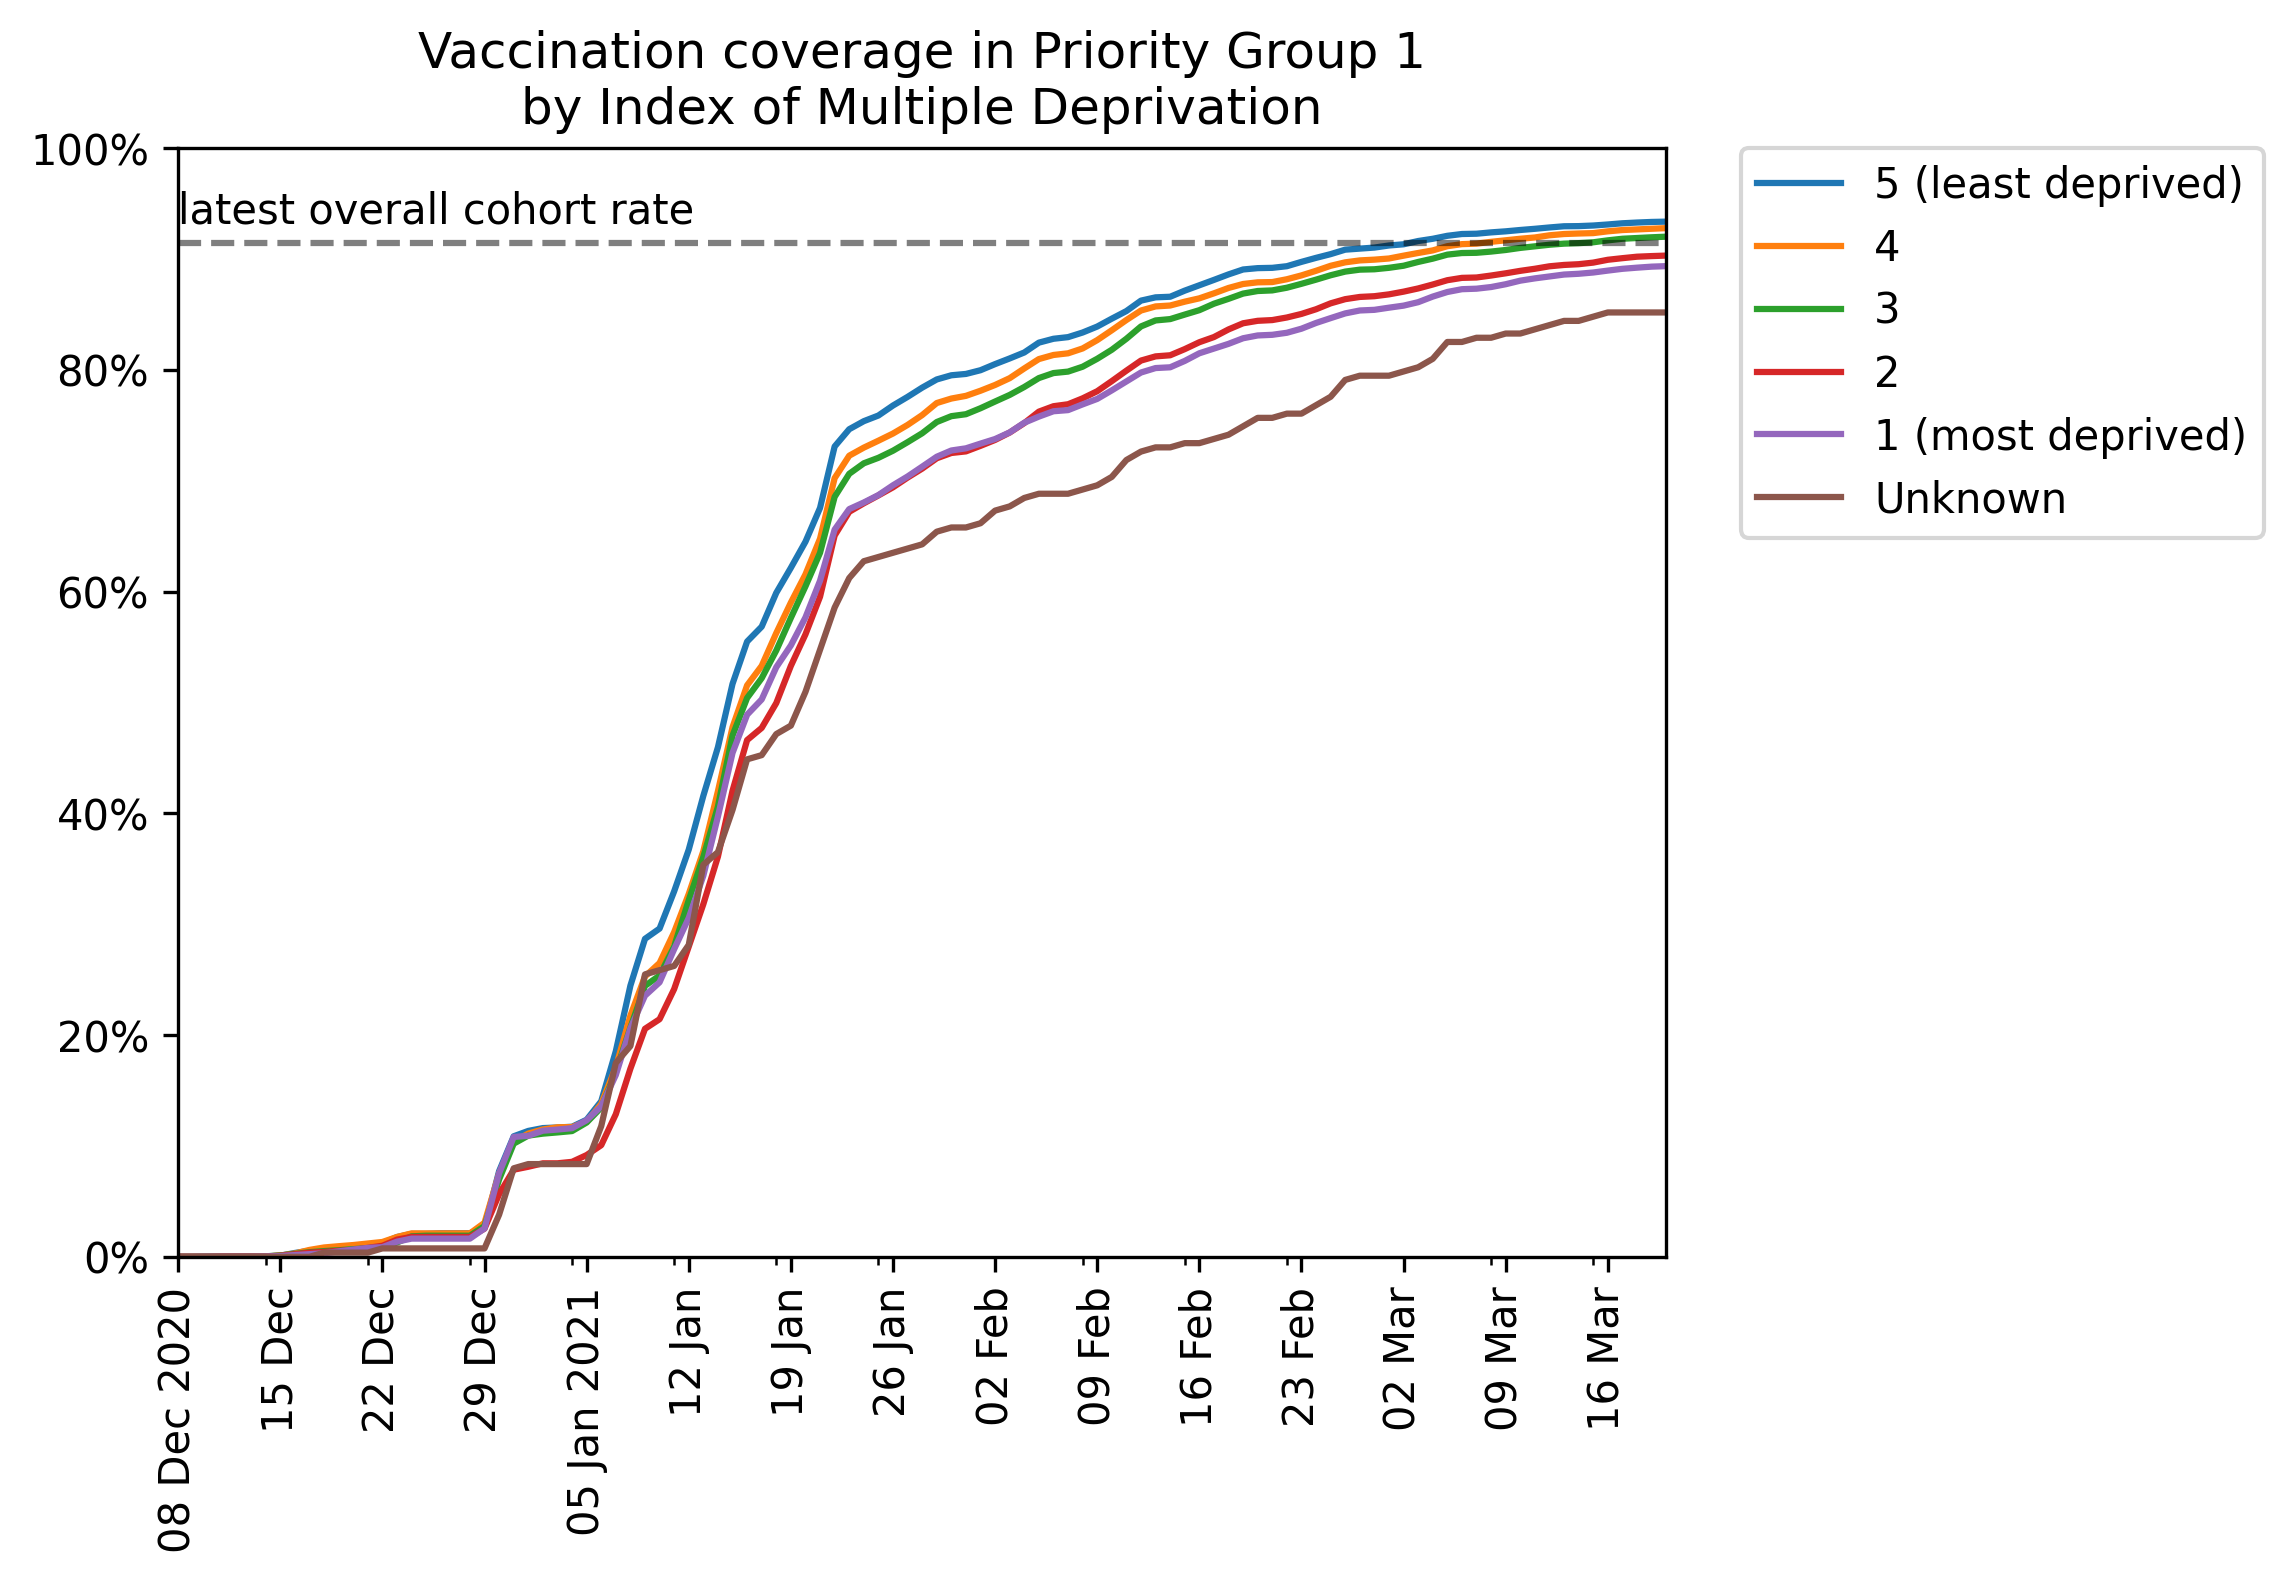 Vaccination coverage in Priority Group 1
by Index of Multiple Deprivation
100%
80%
60%
40%
20%
0%
latest overall cohort rate
08 Dec 2020
15 Dec
22 Dec
29 Dec
05 Jan 2021
12 Jan
19 Jan
26 Jan
02 Feb
09 Feb
16 Feb
23 Feb
02 Mar
09 Mar
16 Mar
5 (least deprived)
4
3
2
1 (most deprived)
Unknown